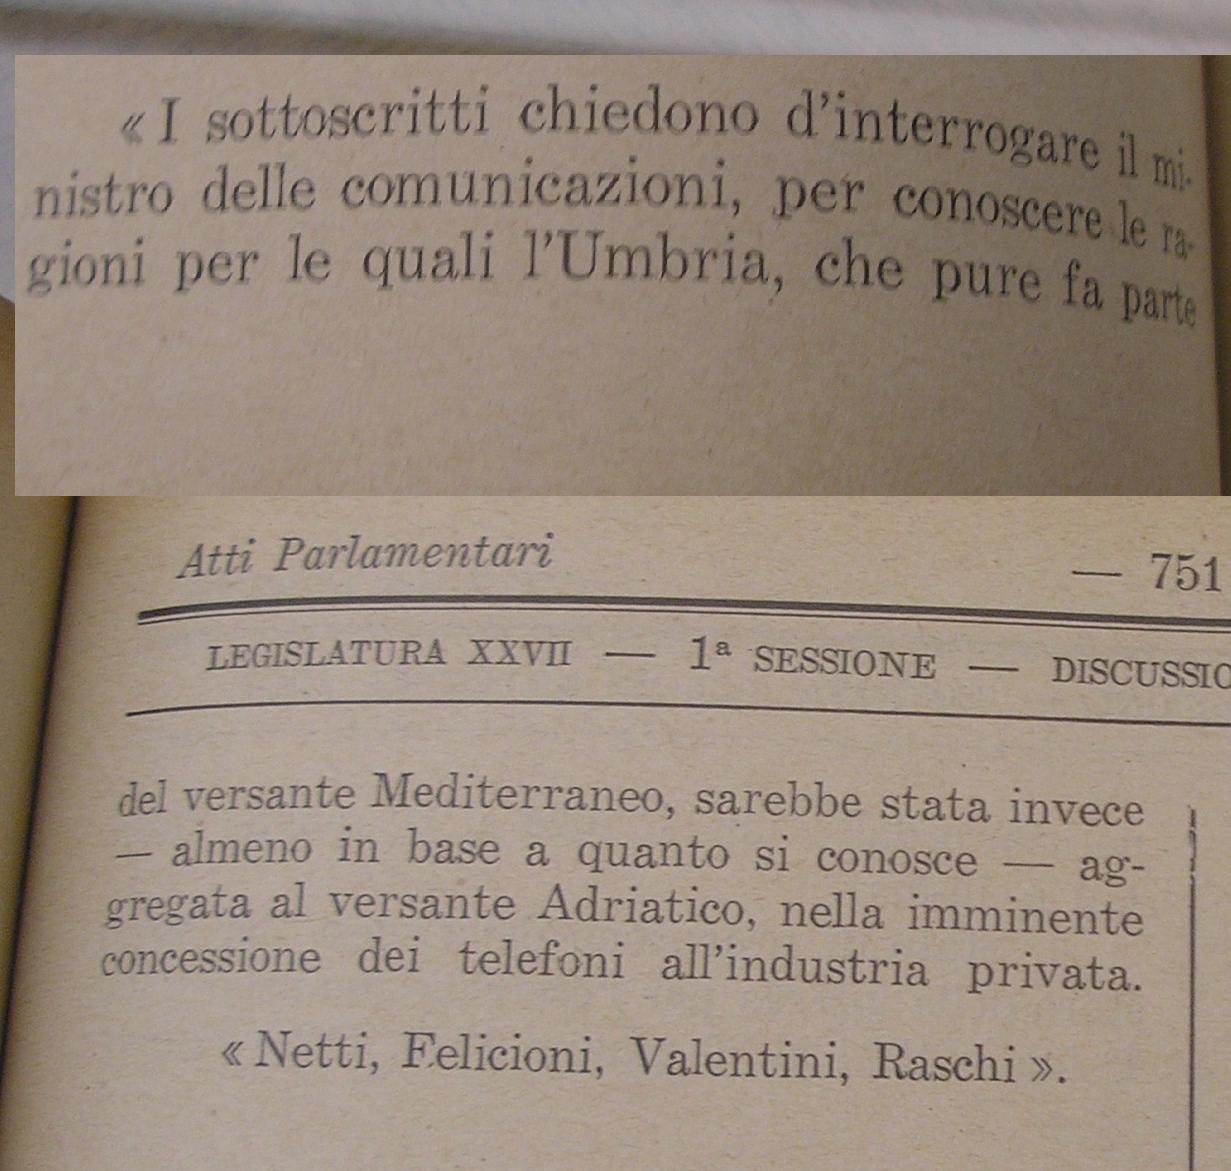 « I sottoscritti chiedono d'interrogare il mi-
nistro delle comunicazioni, per conoscere le ra-
gioni per le quali l'Umbria, che pure fa parte
Atti Parlamentari — 751
LEGISLATURA XXVII — 1ª SESSIONE — DISCUSSIO
del versante Mediterraneo, sarebbe stata invece
— almeno in base a quanto si conosce — ag-
gregata al versante Adriatico, nella imminente
concessione dei telefoni all'industria privata.
« Netti, Felicioni, Valentini, Raschi ».